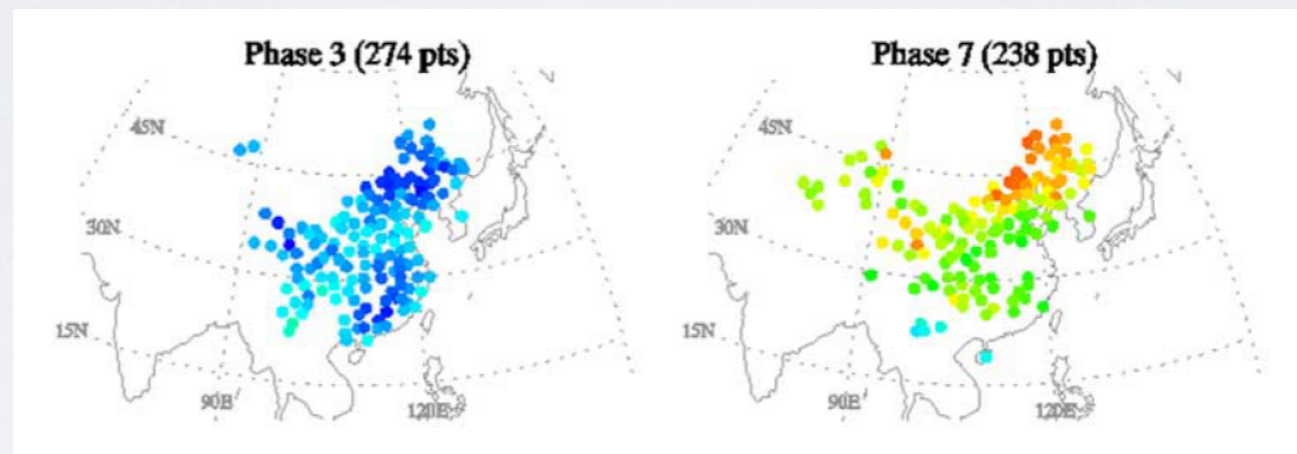 Phase 3 (274 pts)
Phase 7 (238 pts)
45N
45N
30N
30N
15N
15N
90E
120E
90E
120E